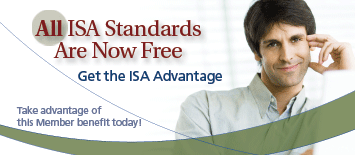 All ISA Standards
Are Now Free
Get the ISA Advantage
Take advantage of
this Member benefit today!